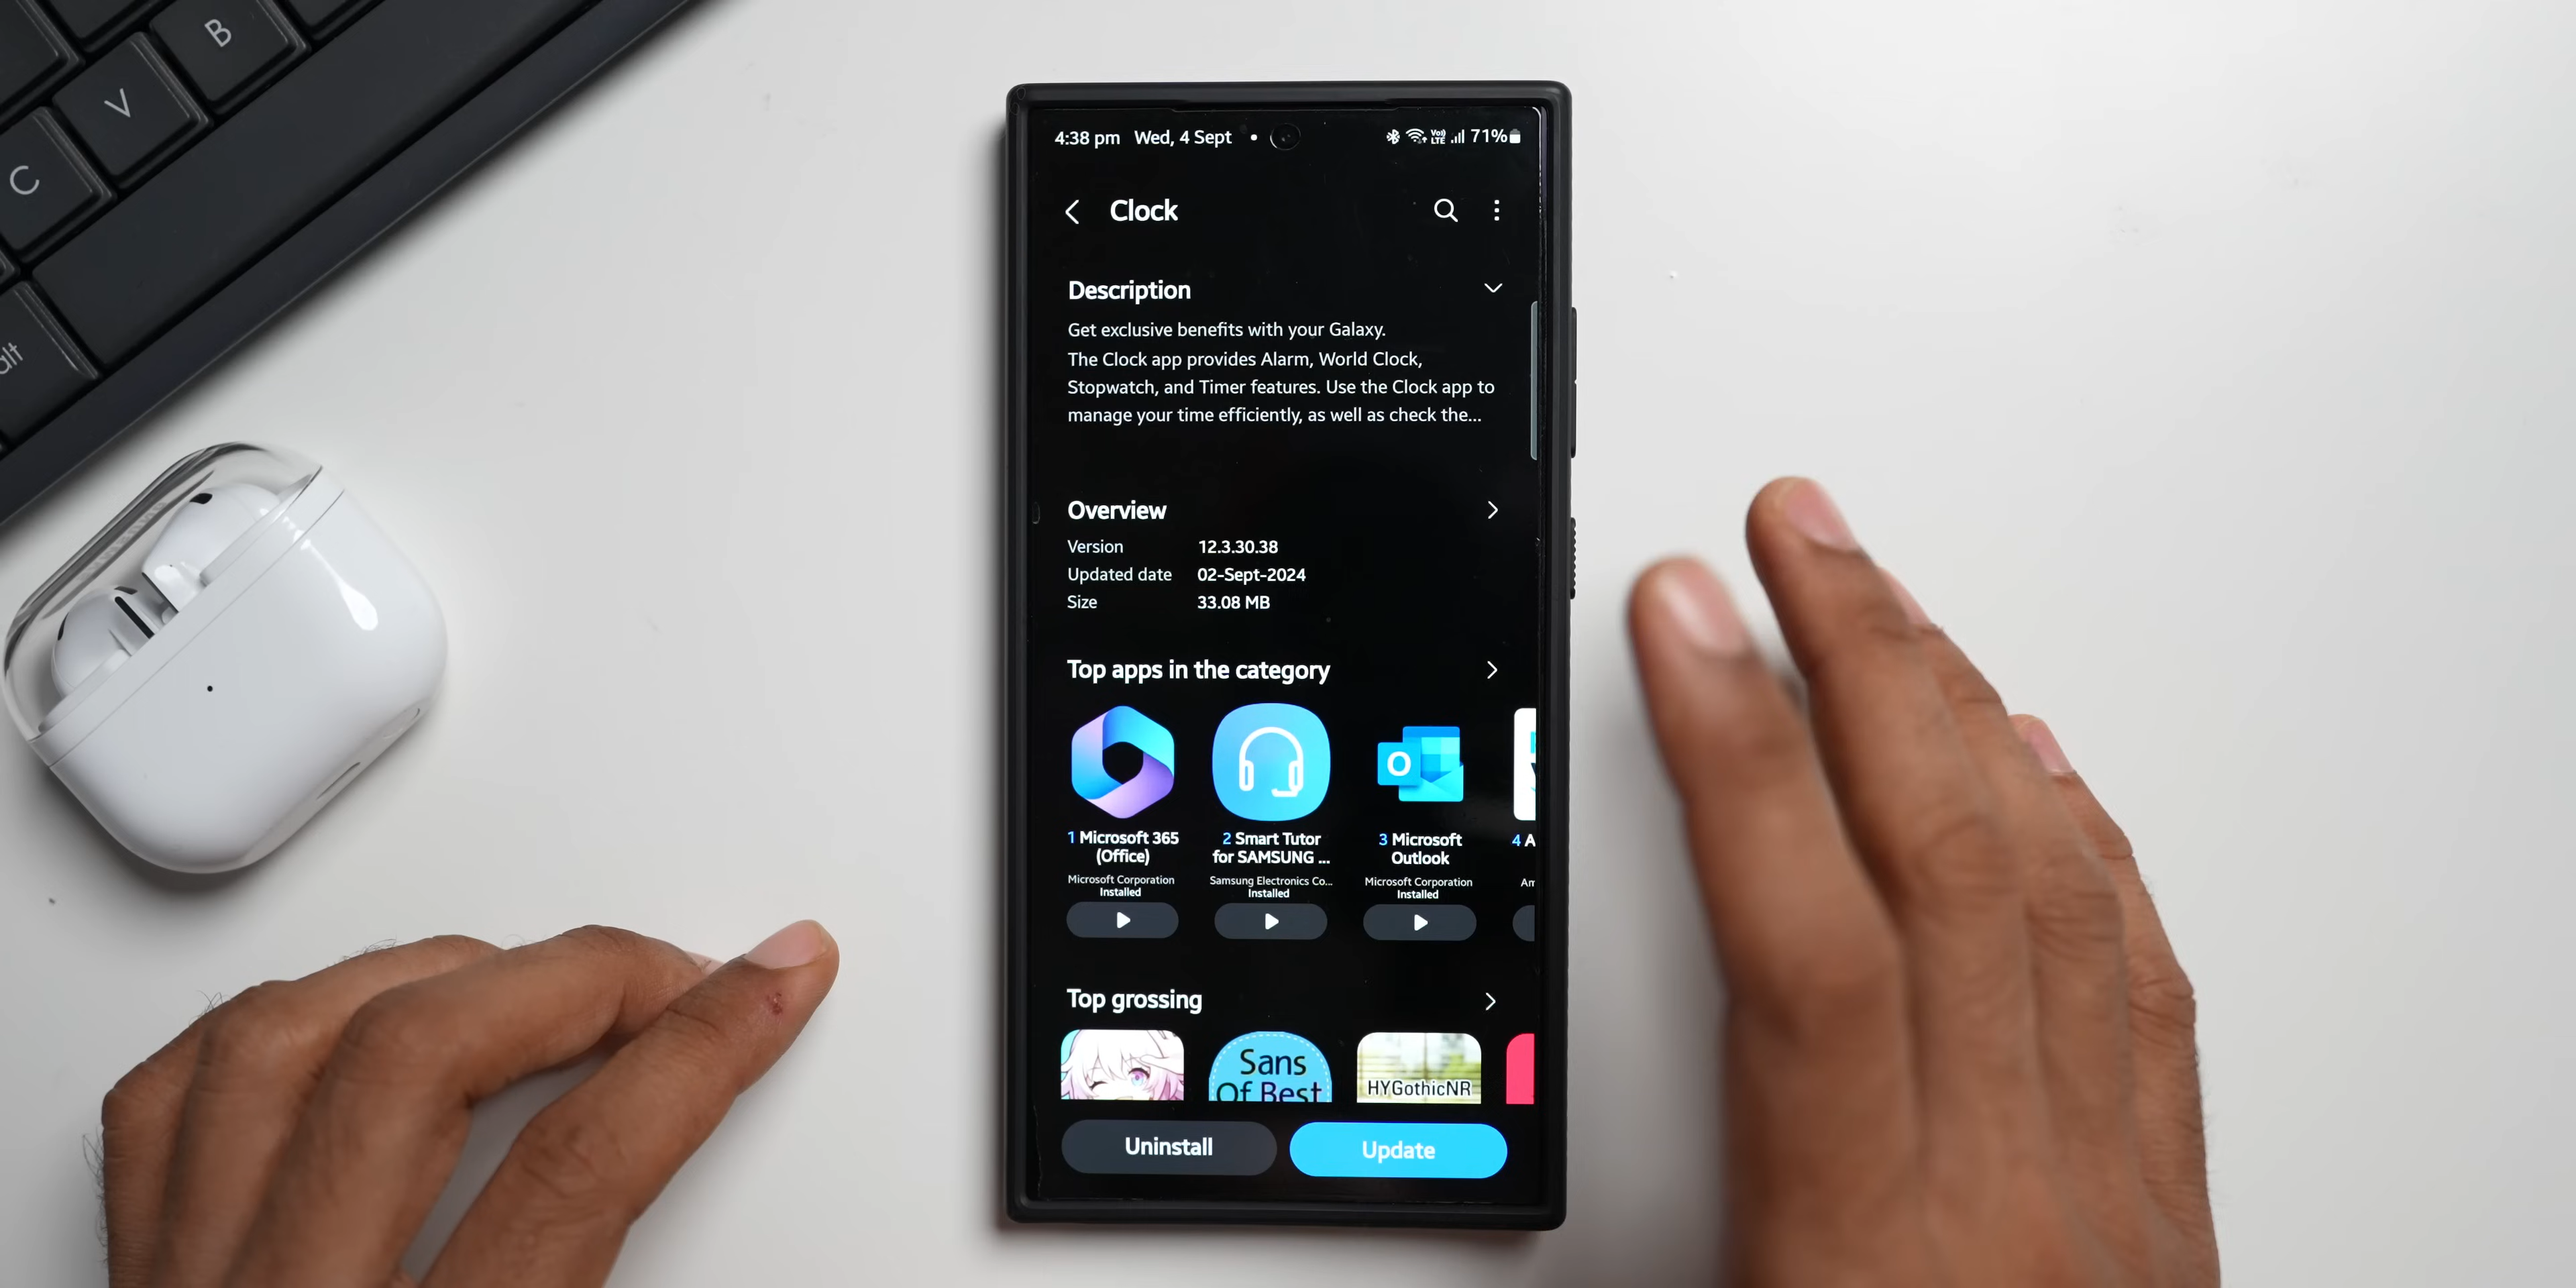 B
V
C
alt
4:38 pm Wed, 4 Sept
Vo)) LTE 71%
Clock
Description
Get exclusive benefits with your Galaxy.
The Clock app provides Alarm, World Clock,
Stopwatch, and Timer features. Use the Clock app to
manage your time efficiently, as well as check the...
Overview
Version 12.3.30.38
Updated date 02-Sept-2024
Size 33.08 MB
Top apps in the category
O
1 Microsoft 365 (Office)
Microsoft Corporation
Installed
2 Smart Tutor for SAMSUNG ...
Samsung Electronics Co...
Installed
3 Microsoft Outlook
Microsoft Corporation
Installed
4 A
Am
Top grossing
Sans
Of Best
HYGothicNR
Uninstall
Update